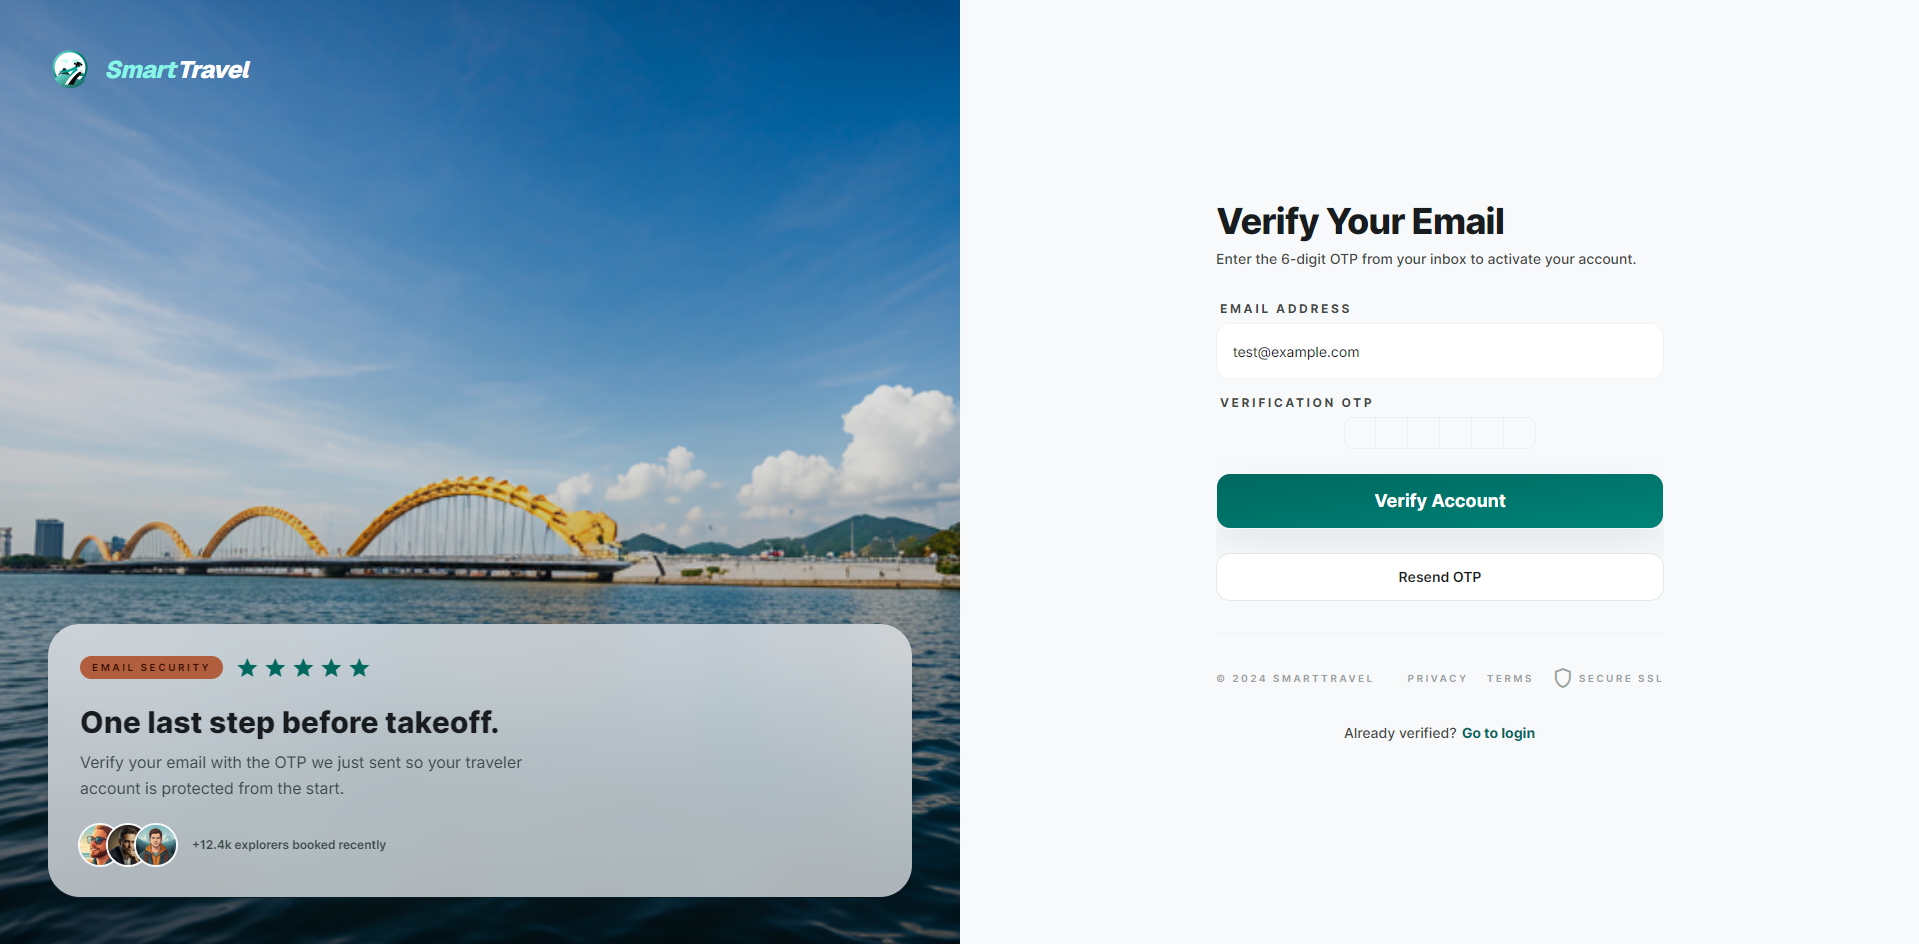 SmartTravel
EMAIL SECURITY
One last step before takeoff.
Verify your email with the OTP we just sent so your traveler
account is protected from the start.
+12.4k explorers booked recently
Verify Your Email
Enter the 6-digit OTP from your inbox to activate your account.
EMAIL ADDRESS
test@example.com
VERIFICATION OTP
Verify Account
Resend OTP
© 2024 SMARTTRAVEL PRIVACY TERMS SECURE SSL
Already verified? Go to login